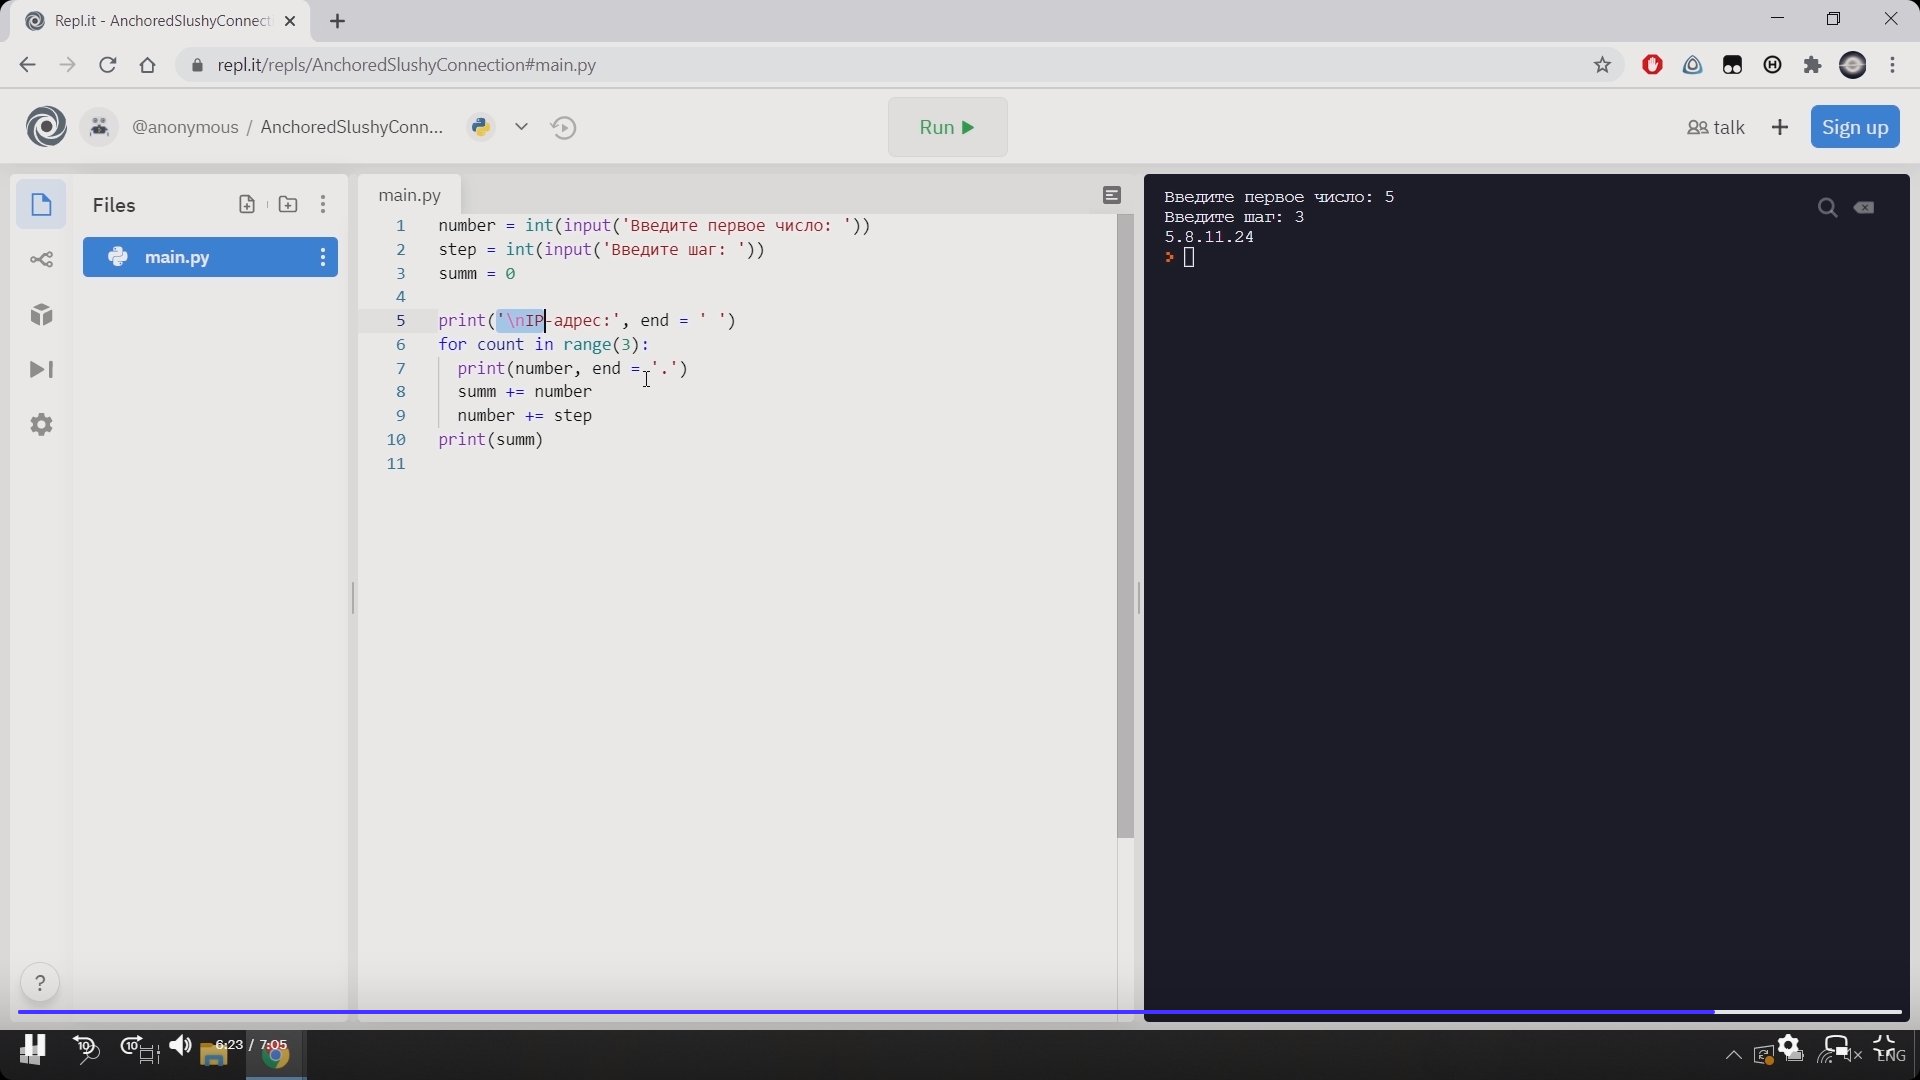 Repl.it - AnchoredSlushyConnecti
repl.it/repls/AnchoredSlushyConnection#main.py
@anonymous / AnchoredSlushyConn...
Run
talk
Sign up
Files
main.py
main.py
1 number = int(input('Введите первое число: '))
2 step = int(input('Введите шаг: '))
3 summ = 0
4
5 print('\nIP-адрес:', end = ' ')
6 for count in range(3):
7 print(number, end = '.')
8 summ += number
9 number += step
10 print(summ)
11
Введите первое число: 5
Введите шаг: 3
5.8.11.24
?
10
10
6:23 / 7:05
ENG